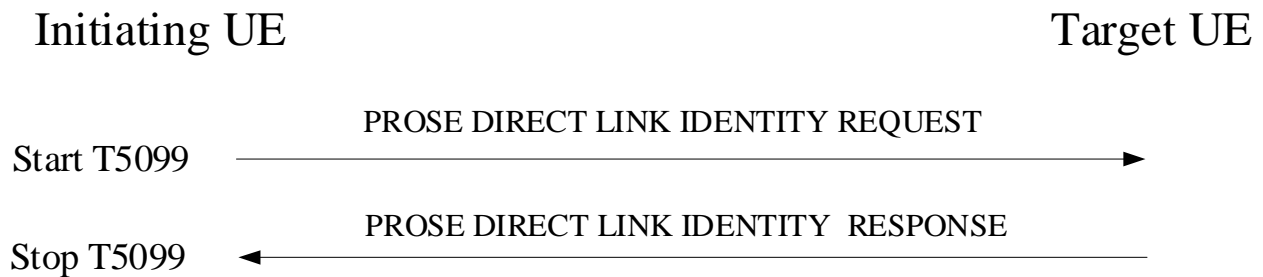 Initiating UE Target UE
PROSE DIRECT LINK IDENTITY REQUEST
Start T5099
PROSE DIRECT LINK IDENTITY RESPONSE
Stop T5099